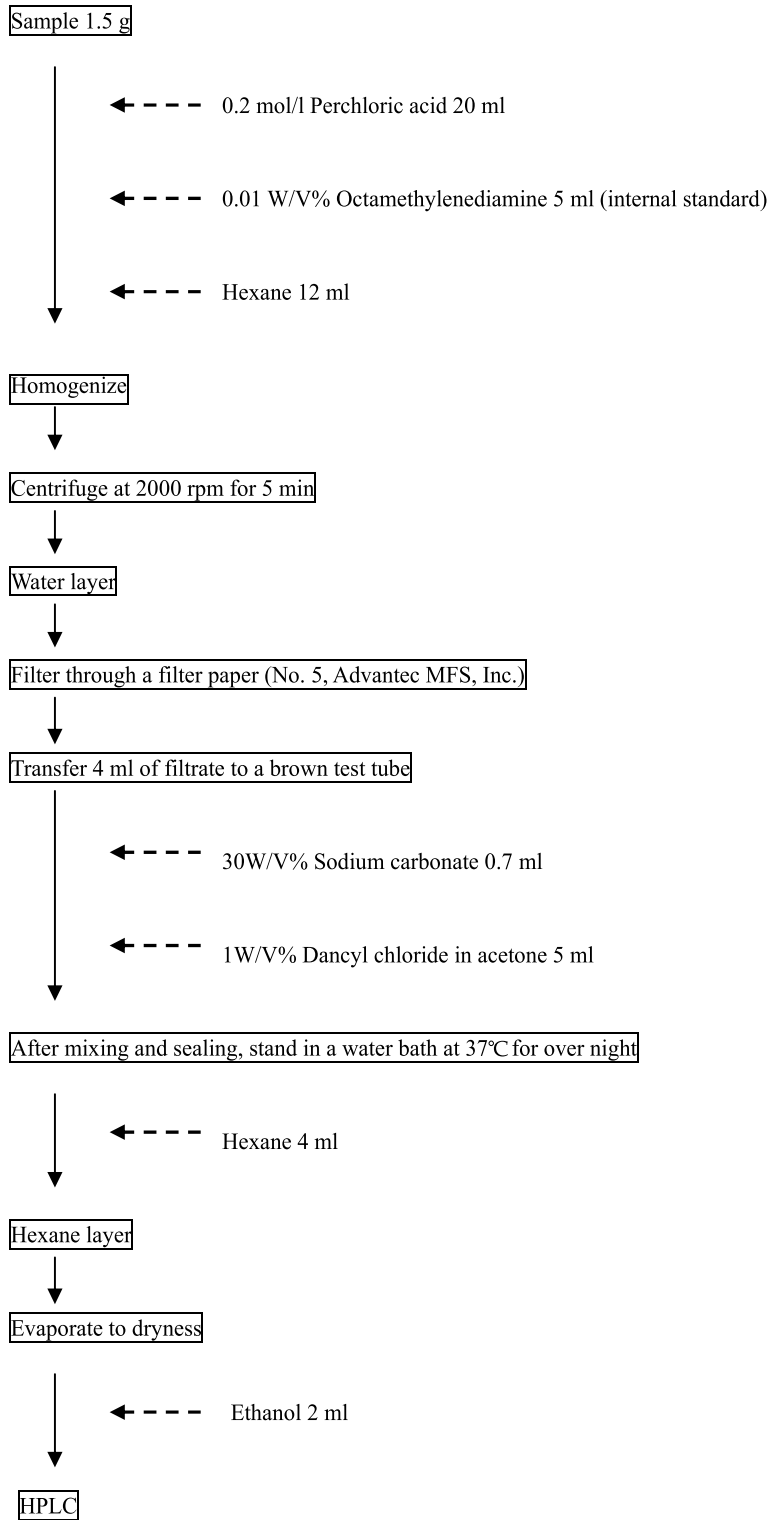 Sample 1.5 g
0.2 mol/l Perchloric acid 20 ml
0.01 W/V% Octamethylenediamine 5 ml (internal standard)
Hexane 12 ml
Homogenize
Centrifuge at 2000 rpm for 5 min
Water layer
Filter through a filter paper (No. 5, Advantec MFS, Inc.)
Transfer 4 ml of filtrate to a brown test tube
30W/V% Sodium carbonate 0.7 ml
1W/V% Dancyl chloride in acetone 5 ml
After mixing and sealing, stand in a water bath at 37℃ for over night
Hexane 4 ml
Hexane layer
Evaporate to dryness
Ethanol 2 ml
HPLC